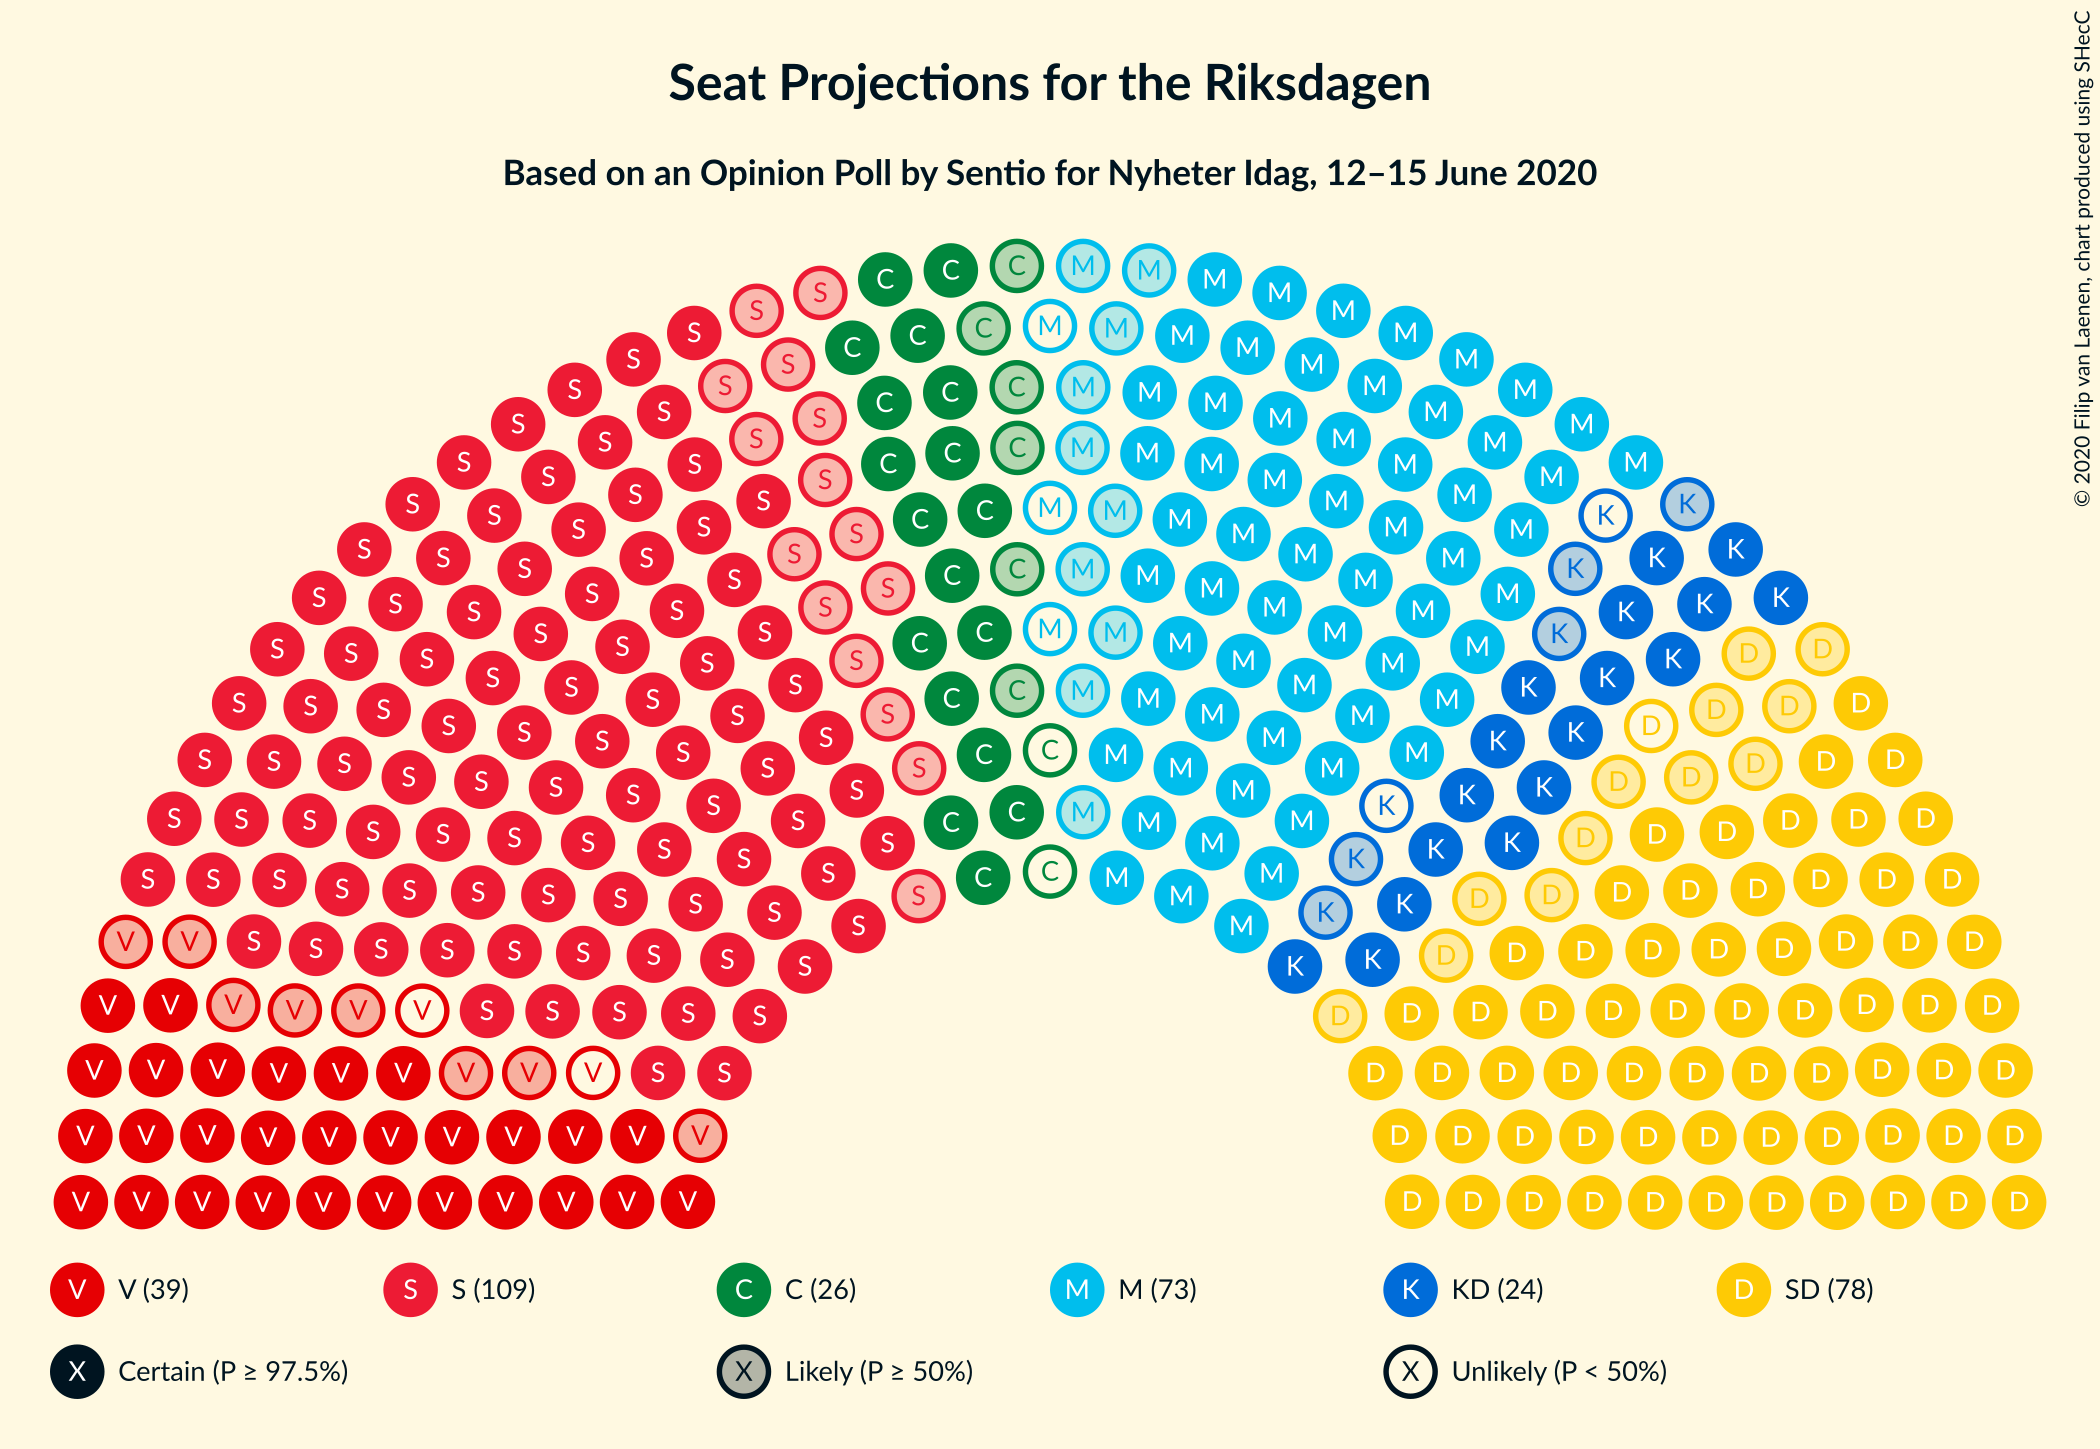 Seat Projections for the Riksdagen
Based on an Opinion Poll by Sentio for Nyheter Idag, 12–15 June 2020
© 2020 Filip van Laenen, chart produced using SHecC
V V (39) S S (109) C C (26) M M (73) K KD (24) D SD (78)
X Certain (P ≥ 97.5%) X Likely (P ≥ 50%) X Unlikely (P < 50%)